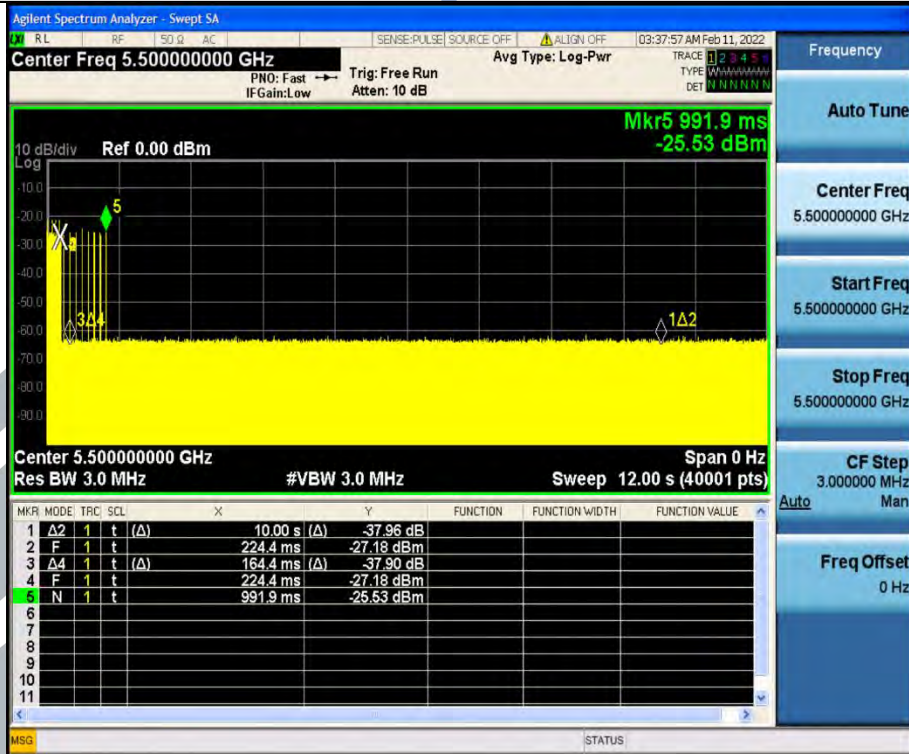 Agilent Spectrum Analyzer - Swept SA
LXI RL RF 50 Ω AC SENSE:PULSE SOURCE OFF ALIGN OFF 03:37:57 AM Feb 11, 2022
Center Freq 5.500000000 GHz
Avg Type: Log-Pwr
TRACE 1 2 3 4 5 6
TYPE
DET N N N N N N
PNO: Fast
IFGain:Low
Trig: Free Run
Atten: 10 dB
Mkr5 991.9 ms
-25.53 dBm
10 dB/div Ref 0.00 dBm
Log
-10.0
-20.0
-30.0
-40.0
-50.0
-60.0
-70.0
-80.0
-90.0
5
3Δ4
1Δ2
Center 5.500000000 GHz Span 0 Hz
Res BW 3.0 MHz #VBW 3.0 MHz Sweep 12.00 s (40001 pts)
MKR MODE TRC SCL X Y FUNCTION FUNCTION WIDTH FUNCTION VALUE
1 Δ2 1 t (Δ) 10.00 s (Δ) -37.96 dB
2 F 1 t 224.4 ms -27.18 dBm
3 Δ4 1 t (Δ) 164.4 ms (Δ) -37.90 dB
4 F 1 t 224.4 ms -27.18 dBm
5 N 1 t 991.9 ms -25.53 dBm
6
7
8
9
10
11
MSG STATUS
Frequency
Auto Tune
Center Freq
5.500000000 GHz
Start Freq
5.500000000 GHz
Stop Freq
5.500000000 GHz
CF Step
3.000000 MHz
Auto Man
Freq Offset
0 Hz